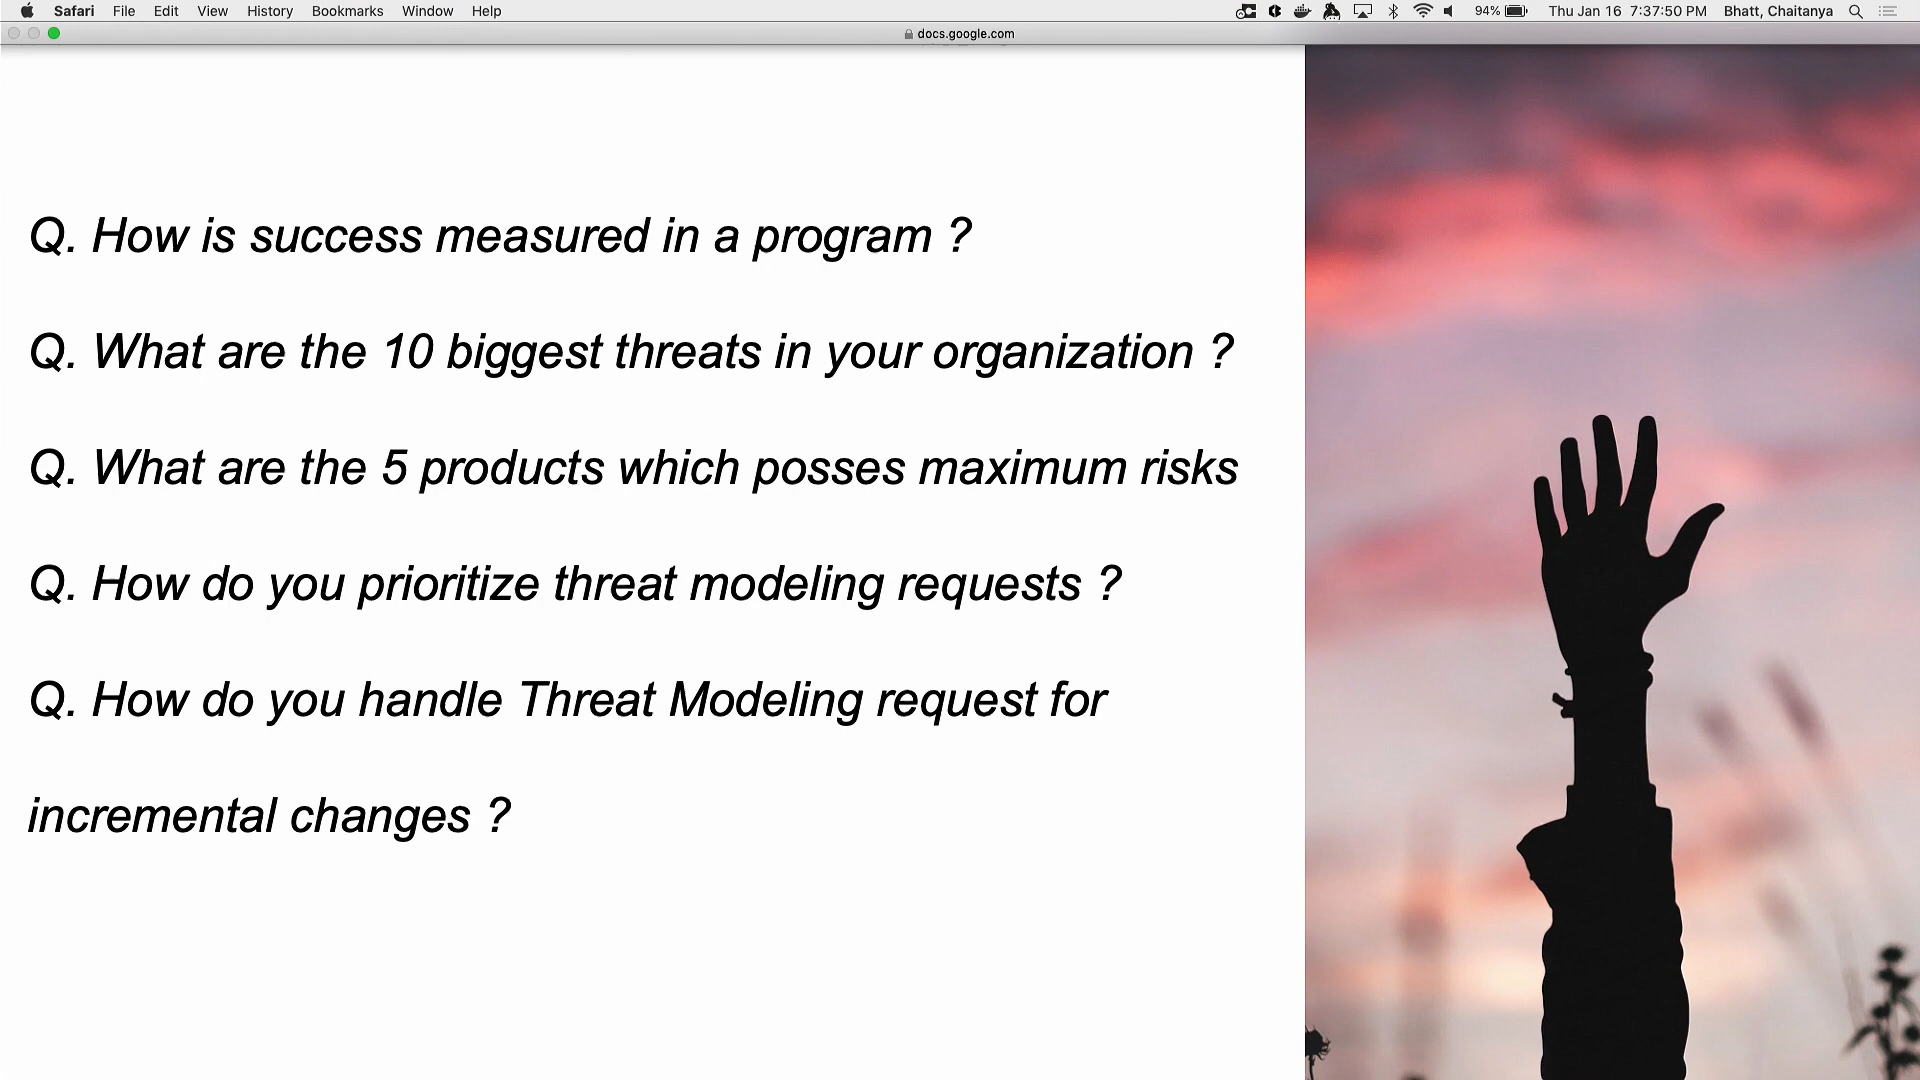 Safari File Edit View History Bookmarks Window Help 94% Thu Jan 16 7:37:50 PM Bhatt, Chaitanya
docs.google.com
Q. How is success measured in a program ?
Q. What are the 10 biggest threats in your organization ?
Q. What are the 5 products which posses maximum risks
Q. How do you prioritize threat modeling requests ?
Q. How do you handle Threat Modeling request for
incremental changes ?